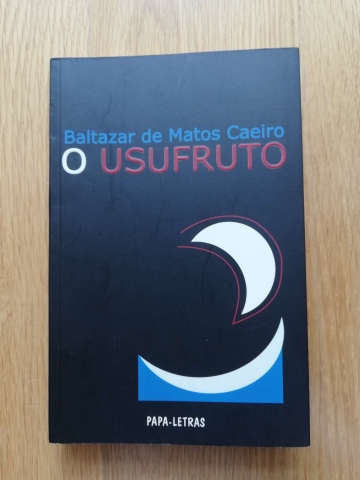 Baltazar de Matos Caeiro
O USUFRUTO
PAPA-LETRAS